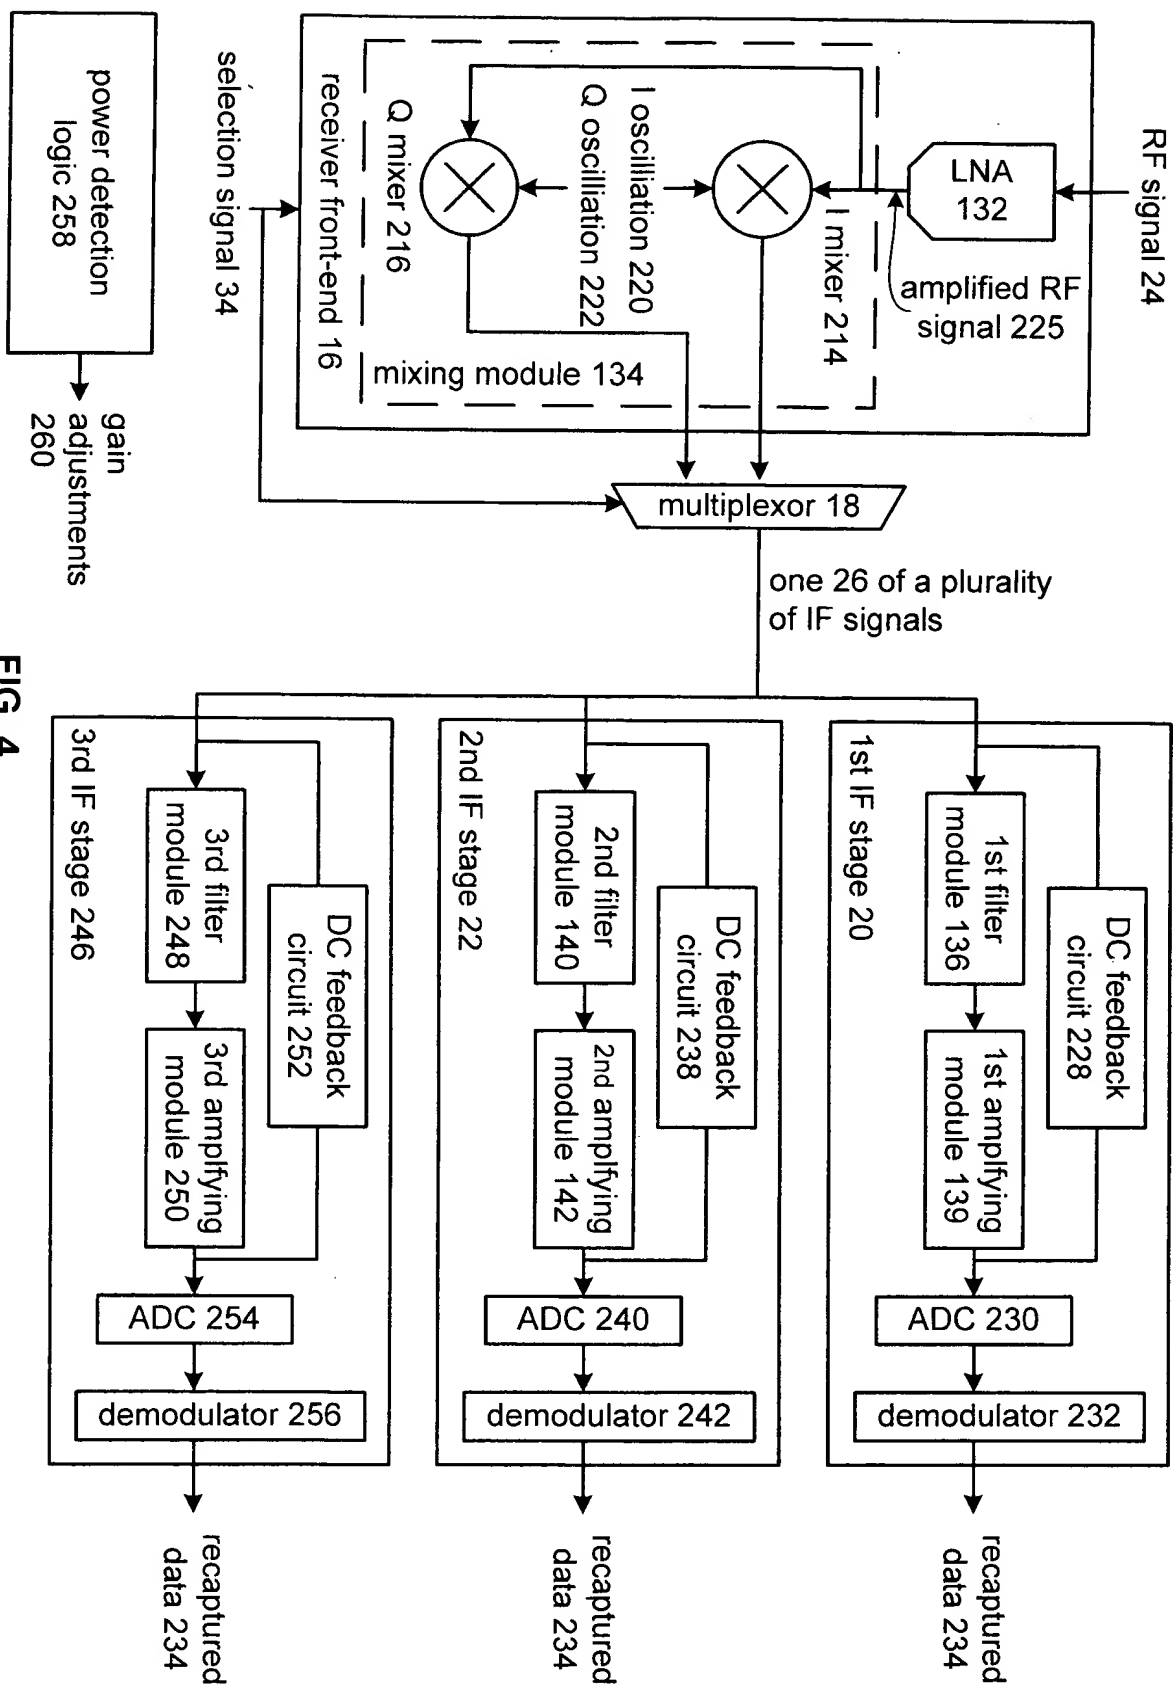 RF signal 24
LNA
132
amplified RF
signal 225
I mixer 214
I oscilliation 220
Q oscilliation 222
Q mixer 216
mixing module 134
receiver front-end 16
selection signal 34
power detection
logic 258
gain
adjustments
260
multiplexor 18
one 26 of a plurality
of IF signals
1st IF stage 20
1st filter
module 136
1st amplfying
module 139
DC feedback
circuit 228
ADC 230
demodulator 232
recaptured
data 234
2nd IF stage 22
2nd filter
module 140
2nd amplfying
module 142
DC feedback
circuit 238
ADC 240
demodulator 242
recaptured
data 234
3rd IF stage 246
3rd filter
module 248
3rd amplfying
module 250
DC feedback
circuit 252
ADC 254
demodulator 256
recaptured
data 234
FIG. 4